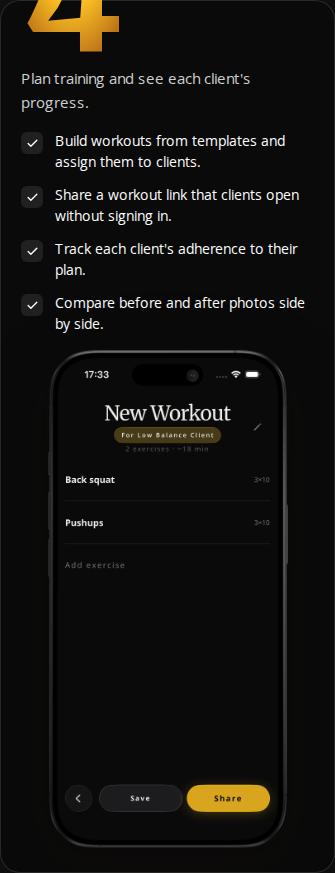 4
Plan training and see each client's
progress.
Build workouts from templates and
assign them to clients.
Share a workout link that clients open
without signing in.
Track each client's adherence to their
plan.
Compare before and after photos side
by side.
17:33
New Workout
For Low Balance Client
2 exercises · ~18 min
Back squat 3×10
Pushups 3×10
Add exercise
Save Share